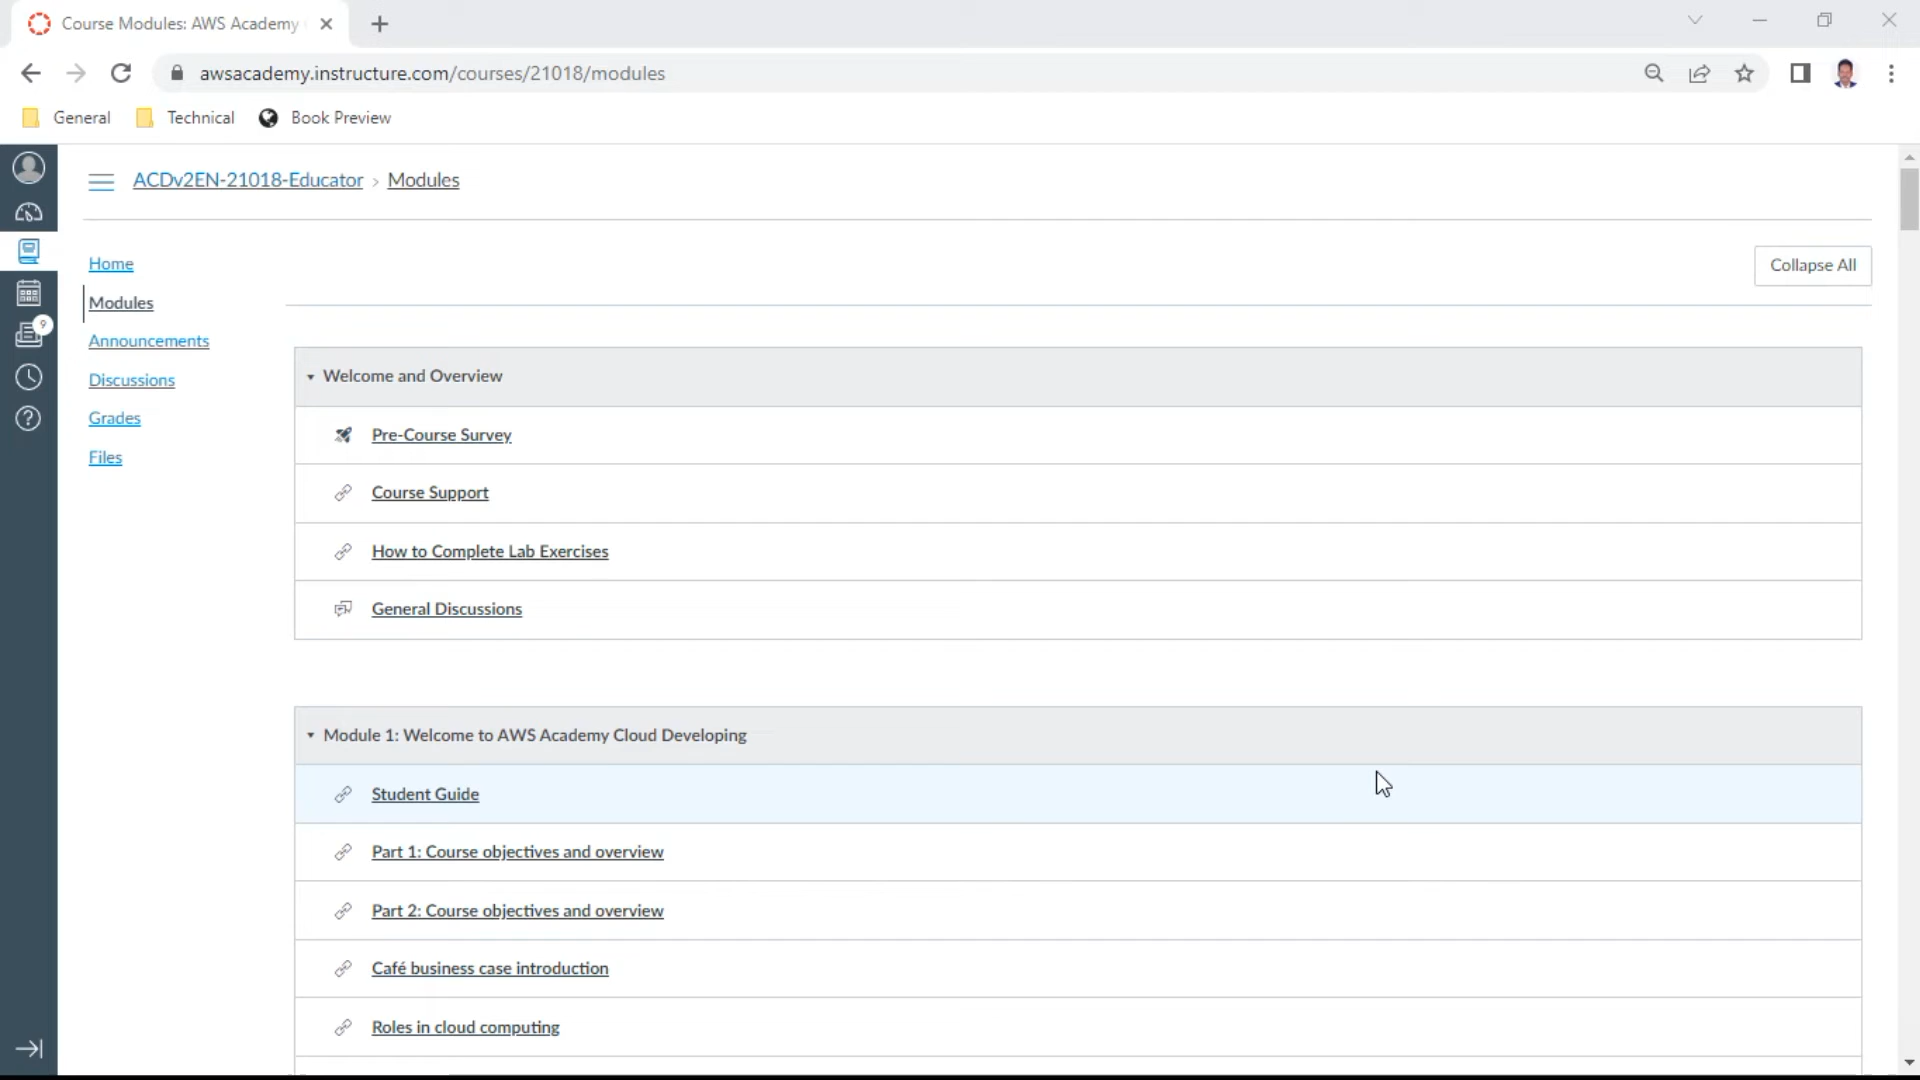 Course Modules: AWS Academy
awsacademy.instructure.com/courses/21018/modules
General
Technical
Book Preview
ACDv2EN-21018-Educator > Modules
Home
Modules
Announcements
Discussions
Grades
Files
9
Collapse All
Welcome and Overview
Pre-Course Survey
Course Support
How to Complete Lab Exercises
General Discussions
Module 1: Welcome to AWS Academy Cloud Developing
Student Guide
Part 1: Course objectives and overview
Part 2: Course objectives and overview
Café business case introduction
Roles in cloud computing